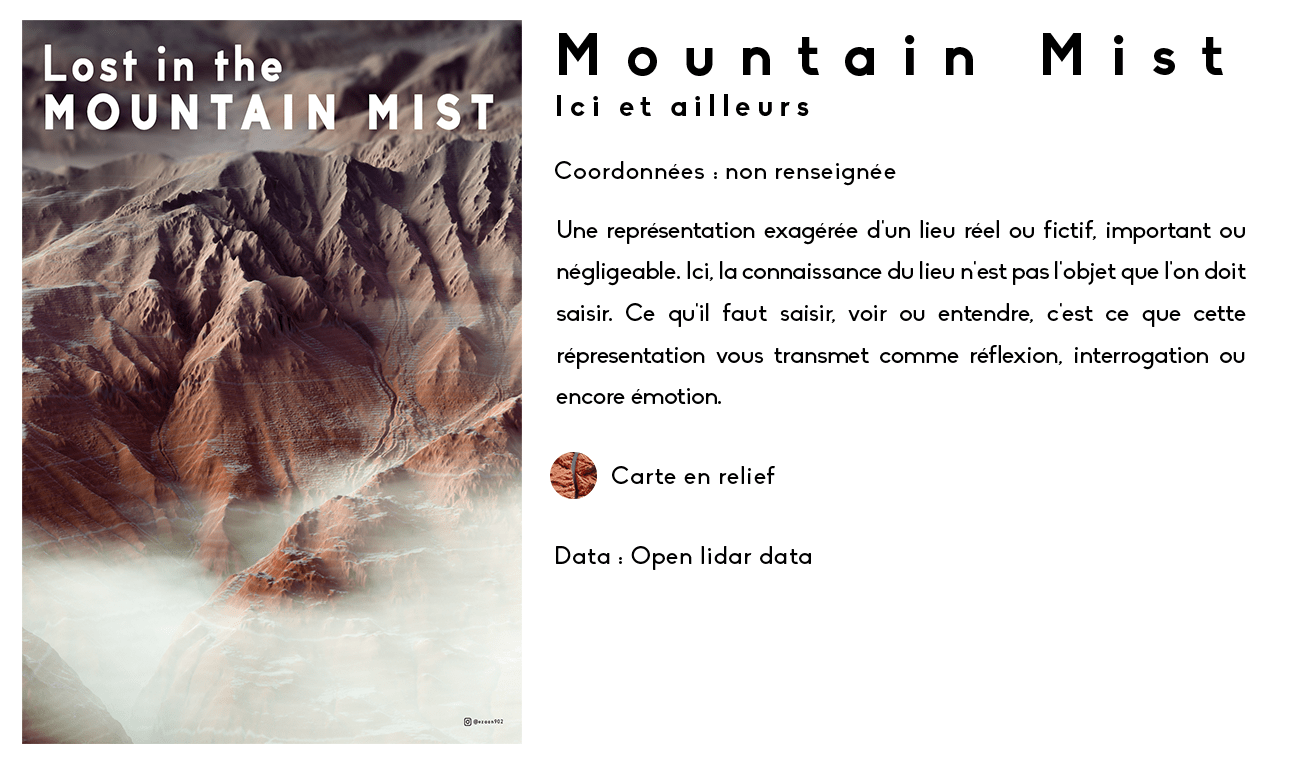 Lost in the
MOUNTAIN MIST
Mountain Mist
Ici et ailleurs
Coordonnées : non renseignée
Une représentation exagérée d'un lieu réel ou fictif, important ou
négligeable. Ici, la connaissance du lieu n'est pas l'objet que l'on doit
saisir. Ce qu'il faut saisir, voir ou entendre, c'est ce que cette
réprésentation vous transmet comme réflexion, interrogation ou
encore émotion.
Carte en relief
Data : Open lidar data